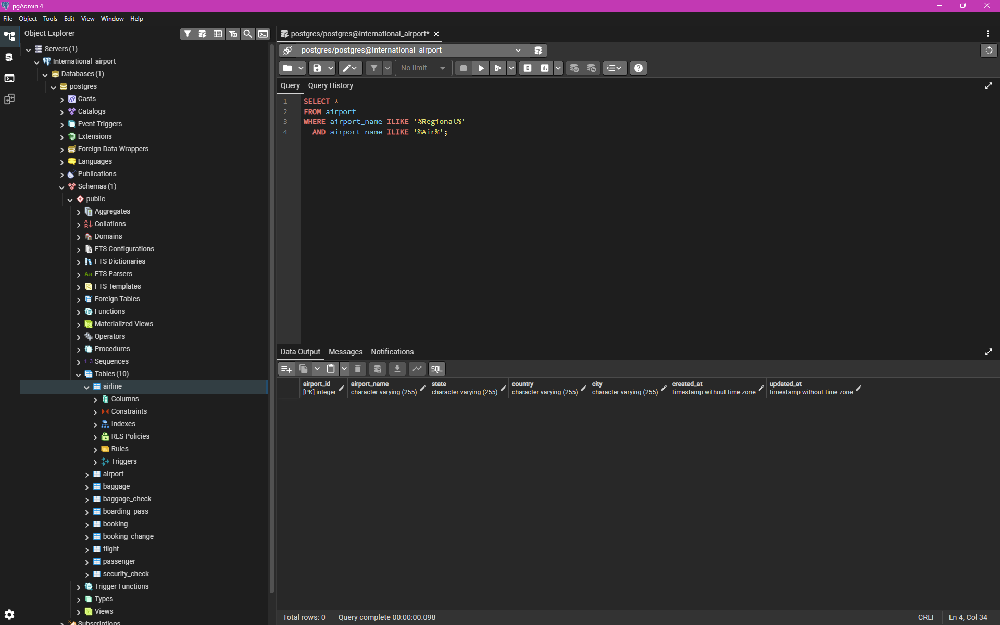 pgAdmin 4
File Object Tools Edit View Window Help
Object Explorer
Servers (1)
International_airport
Databases (1)
postgres
Casts
Catalogs
Event Triggers
Extensions
Foreign Data Wrappers
Languages
Publications
Schemas (1)
public
Aggregates
Collations
Domains
FTS Configurations
FTS Dictionaries
Aa FTS Parsers
FTS Templates
Foreign Tables
Functions
Materialized Views
Operators
Procedures
1..3 Sequences
Tables (10)
airline
Columns
Constraints
Indexes
RLS Policies
Rules
Triggers
airport
baggage
baggage_check
boarding_pass
booking
booking_change
flight
passenger
security_check
Trigger Functions
Types
Views
Subscriptions
postgres/postgres@International_airport*
postgres/postgres@International_airport
No limit
E
Query Query History
1 SELECT *
2 FROM airport
3 WHERE airport_name ILIKE '%Regional%'
4 AND airport_name ILIKE '%Air%';
Data Output Messages Notifications
SQL
airport_id airport_name state country city created_at updated_at
[PK] integer character varying (255) character varying (255) character varying (255) character varying (255) timestamp without time zone timestamp without time zone
Total rows: 0 Query complete 00:00:00.098 CRLF Ln 4, Col 34